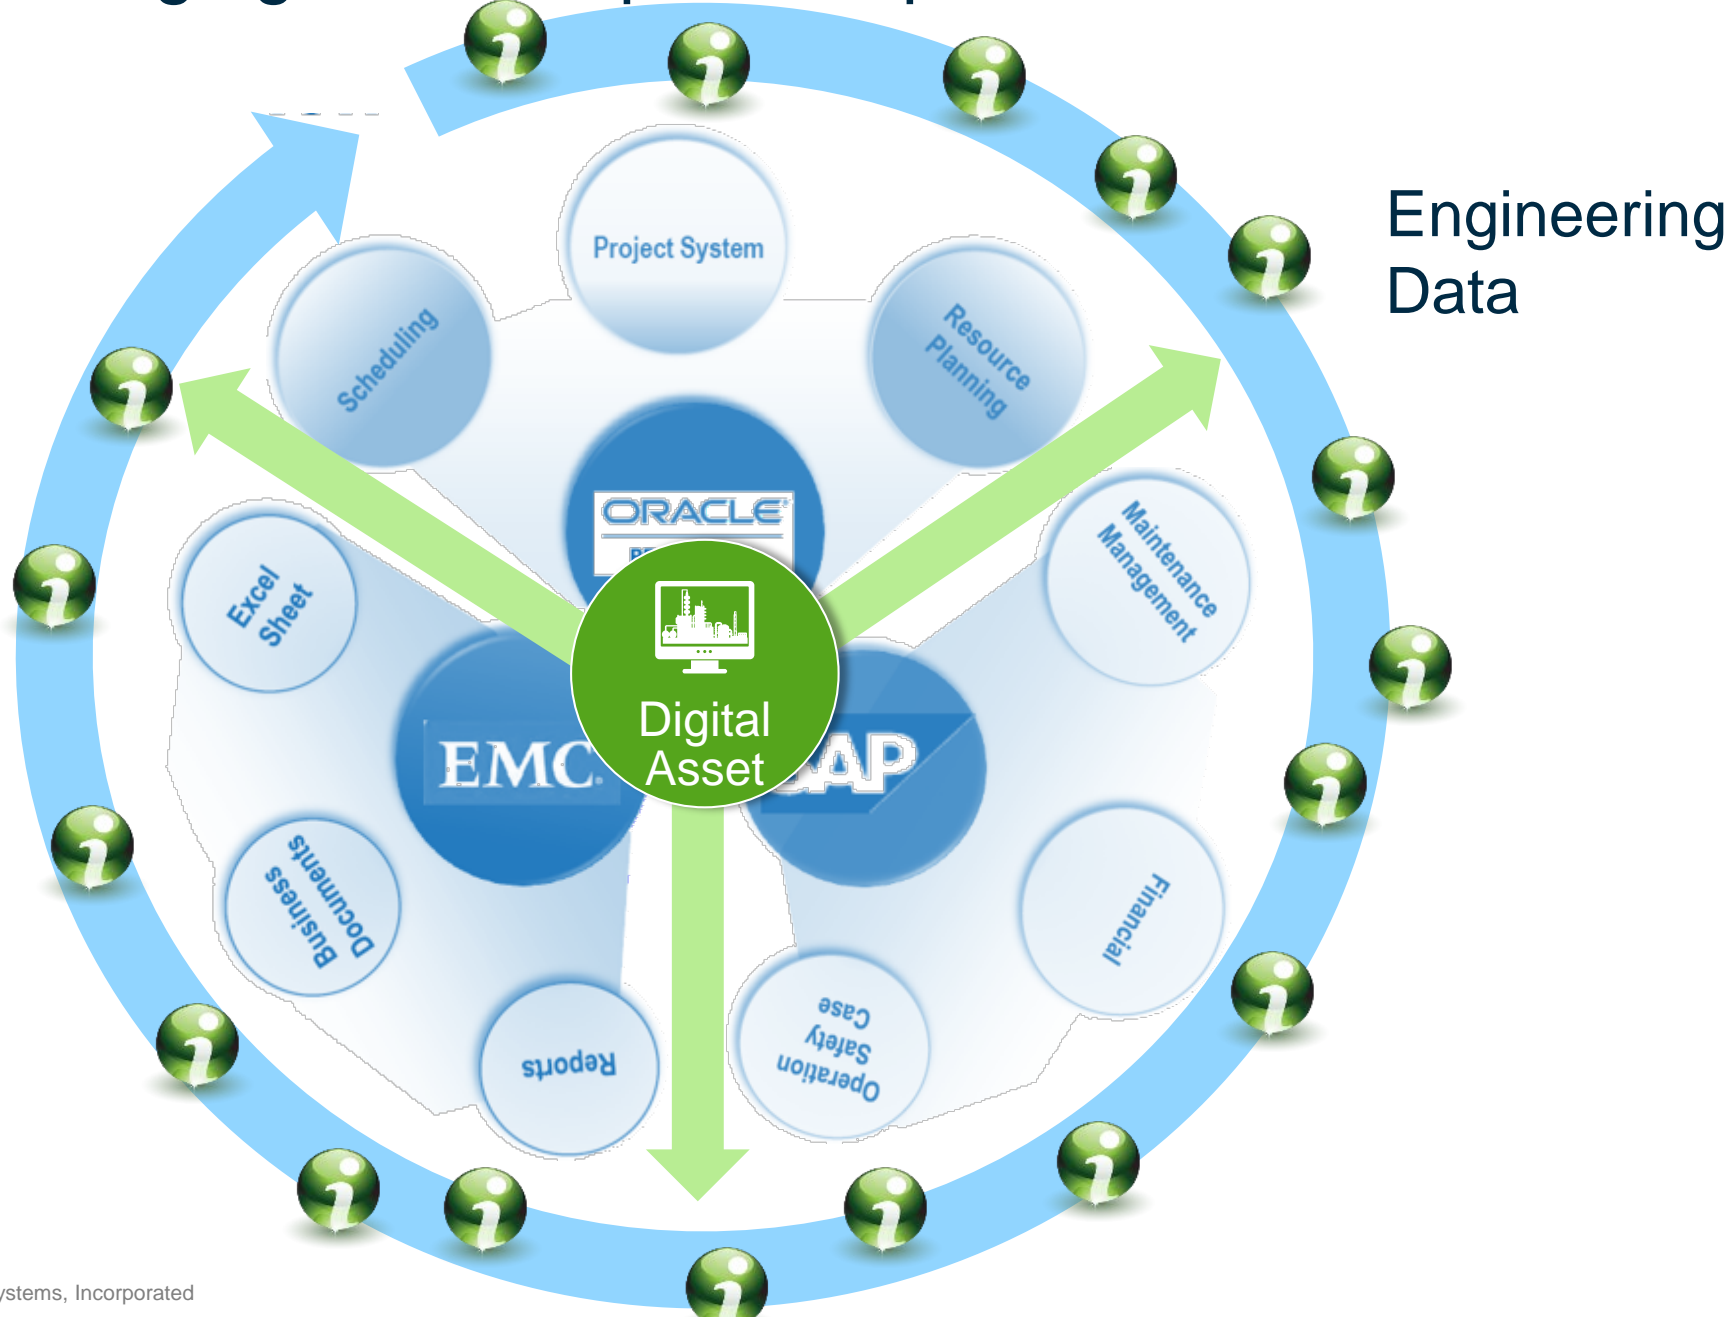 Engineering
Data
Project System
Scheduling
Resource
Planning
ORACLE
Maintenance
Management
Excel
Sheet
Digital
Asset
EMC
Business
Documents
Financial
Operation
Safety
Case
Reports
Incorporated